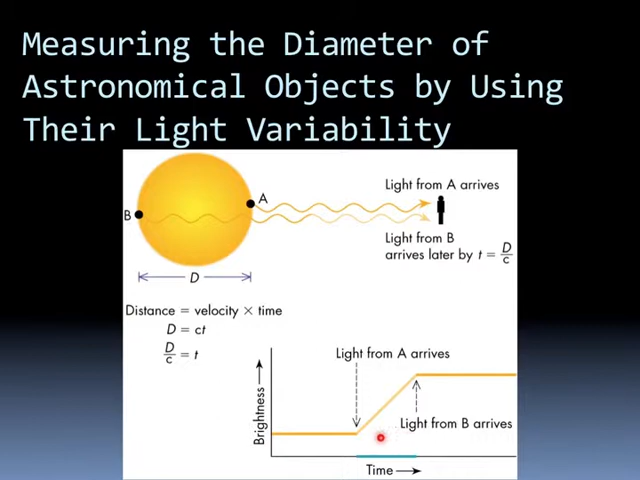 Measuring the Diameter of
Astronomical Objects by Using
Their Light Variability
A
Light from A arrives
B
Light from B
arrives later by t = D/c
D
Distance = velocity × time
D = ct
D/c = t
Light from A arrives
Brightness
Light from B arrives
Time